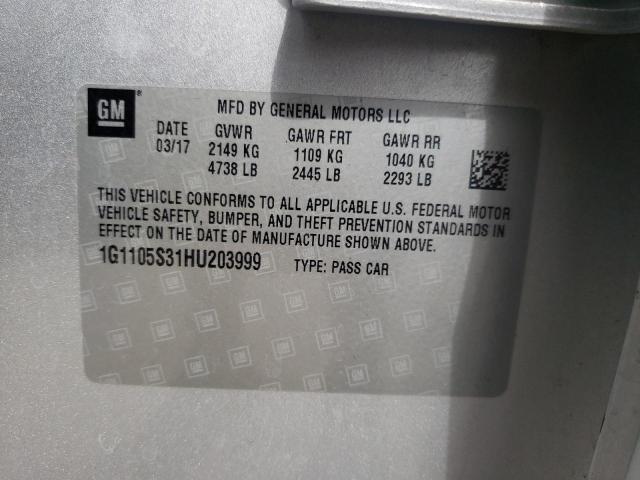 GM
MFD BY GENERAL MOTORS LLC
DATE GVWR GAWR FRT GAWR RR
03/17 2149 KG 1109 KG 1040 KG
4738 LB 2445 LB 2293 LB
THIS VEHICLE CONFORMS TO ALL APPLICABLE U.S. FEDERAL MOTOR
VEHICLE SAFETY, BUMPER, AND THEFT PREVENTION STANDARDS IN
EFFECT ON THE DATE OF MANUFACTURE SHOWN ABOVE.
1G1105S31HU203999 TYPE: PASS CAR